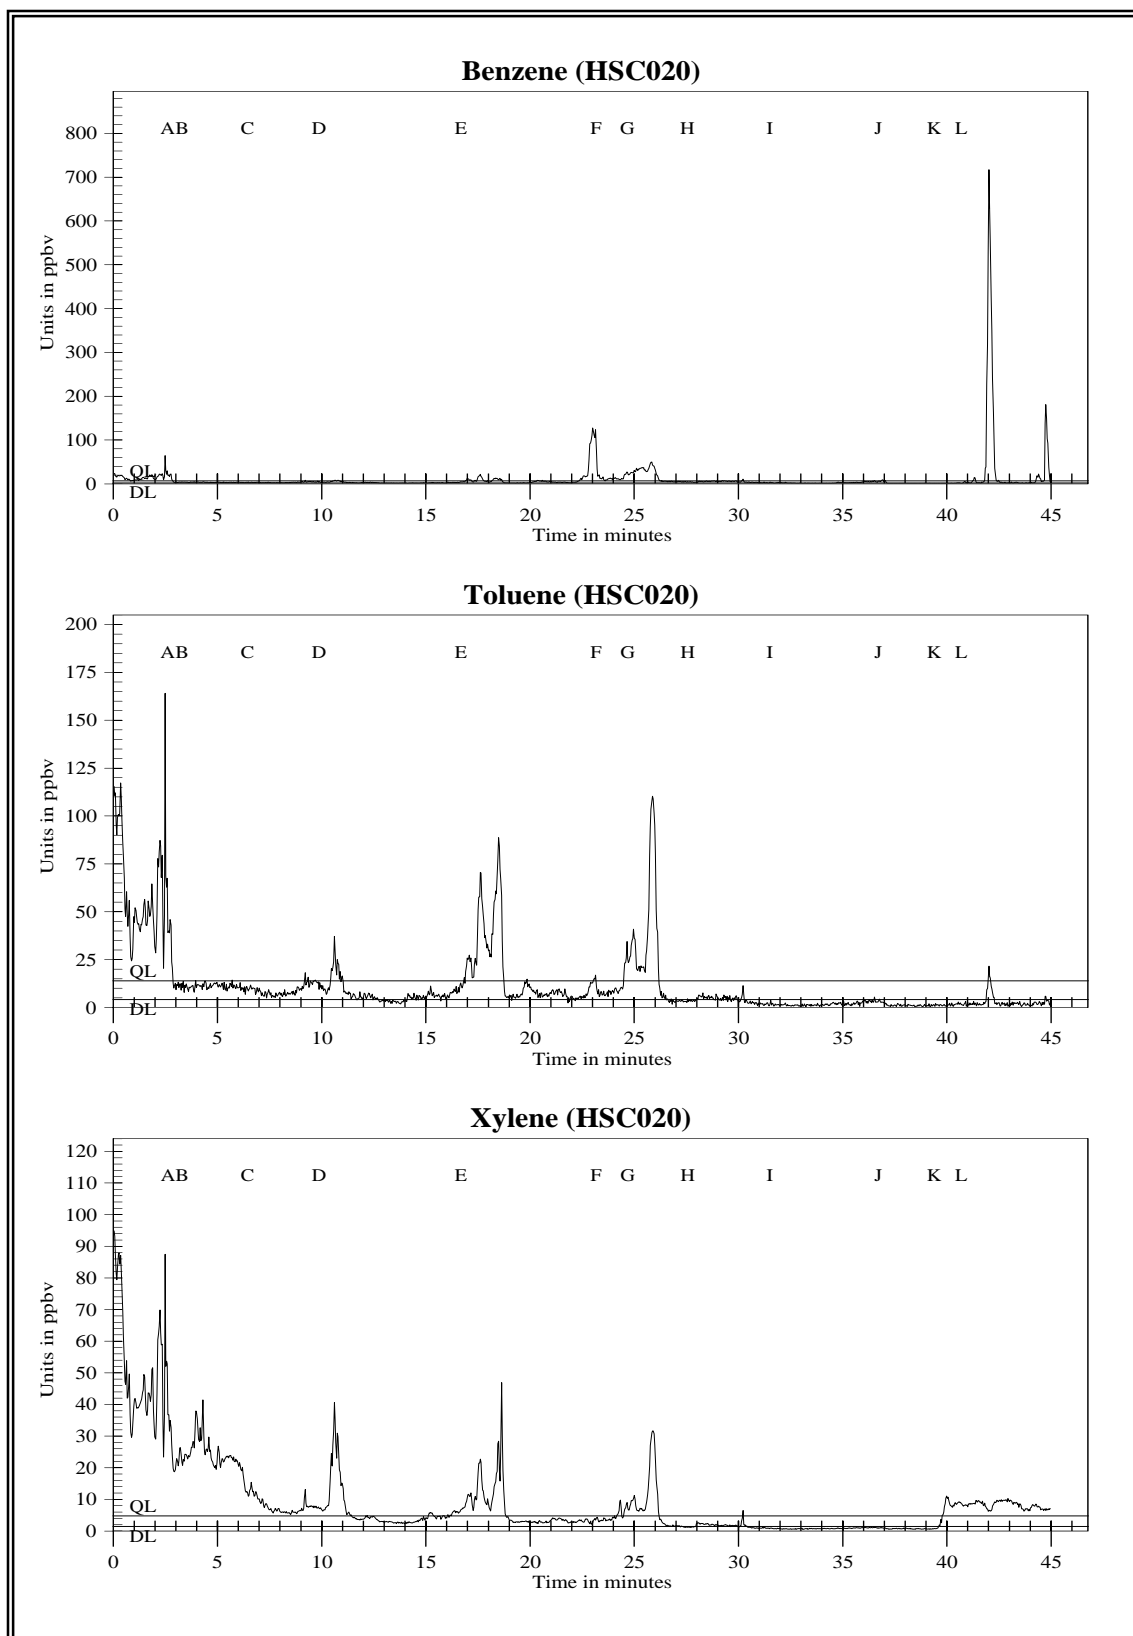 Benzene (HSC020)
A B C D E F G H I J K L
800
700
600
500
400
300
200
100
0
Units in ppbv
QL
DL
0 5 10 15 20 25 30 35 40 45
Time in minutes
Toluene (HSC020)
A B C D E F G H I J K L
200
175
150
125
100
75
50
25
0
Units in ppbv
QL
DL
0 5 10 15 20 25 30 35 40 45
Time in minutes
Xylene (HSC020)
A B C D E F G H I J K L
120
110
100
90
80
70
60
50
40
30
20
10
0
Units in ppbv
QL
DL
0 5 10 15 20 25 30 35 40 45
Time in minutes